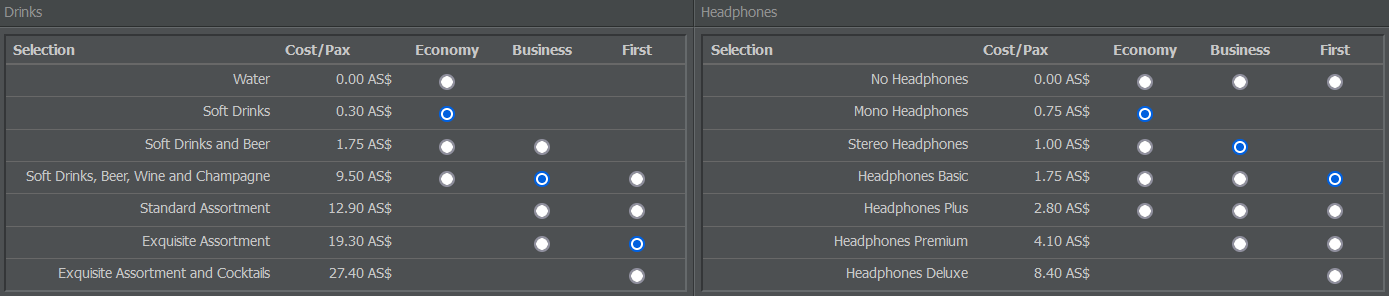 Drinks
Selection Cost/Pax Economy Business First
Water 0.00 AS$
Soft Drinks 0.30 AS$
Soft Drinks and Beer 1.75 AS$
Soft Drinks, Beer, Wine and Champagne 9.50 AS$
Standard Assortment 12.90 AS$
Exquisite Assortment 19.30 AS$
Exquisite Assortment and Cocktails 27.40 AS$
Headphones
Selection Cost/Pax Economy Business First
No Headphones 0.00 AS$
Mono Headphones 0.75 AS$
Stereo Headphones 1.00 AS$
Headphones Basic 1.75 AS$
Headphones Plus 2.80 AS$
Headphones Premium 4.10 AS$
Headphones Deluxe 8.40 AS$